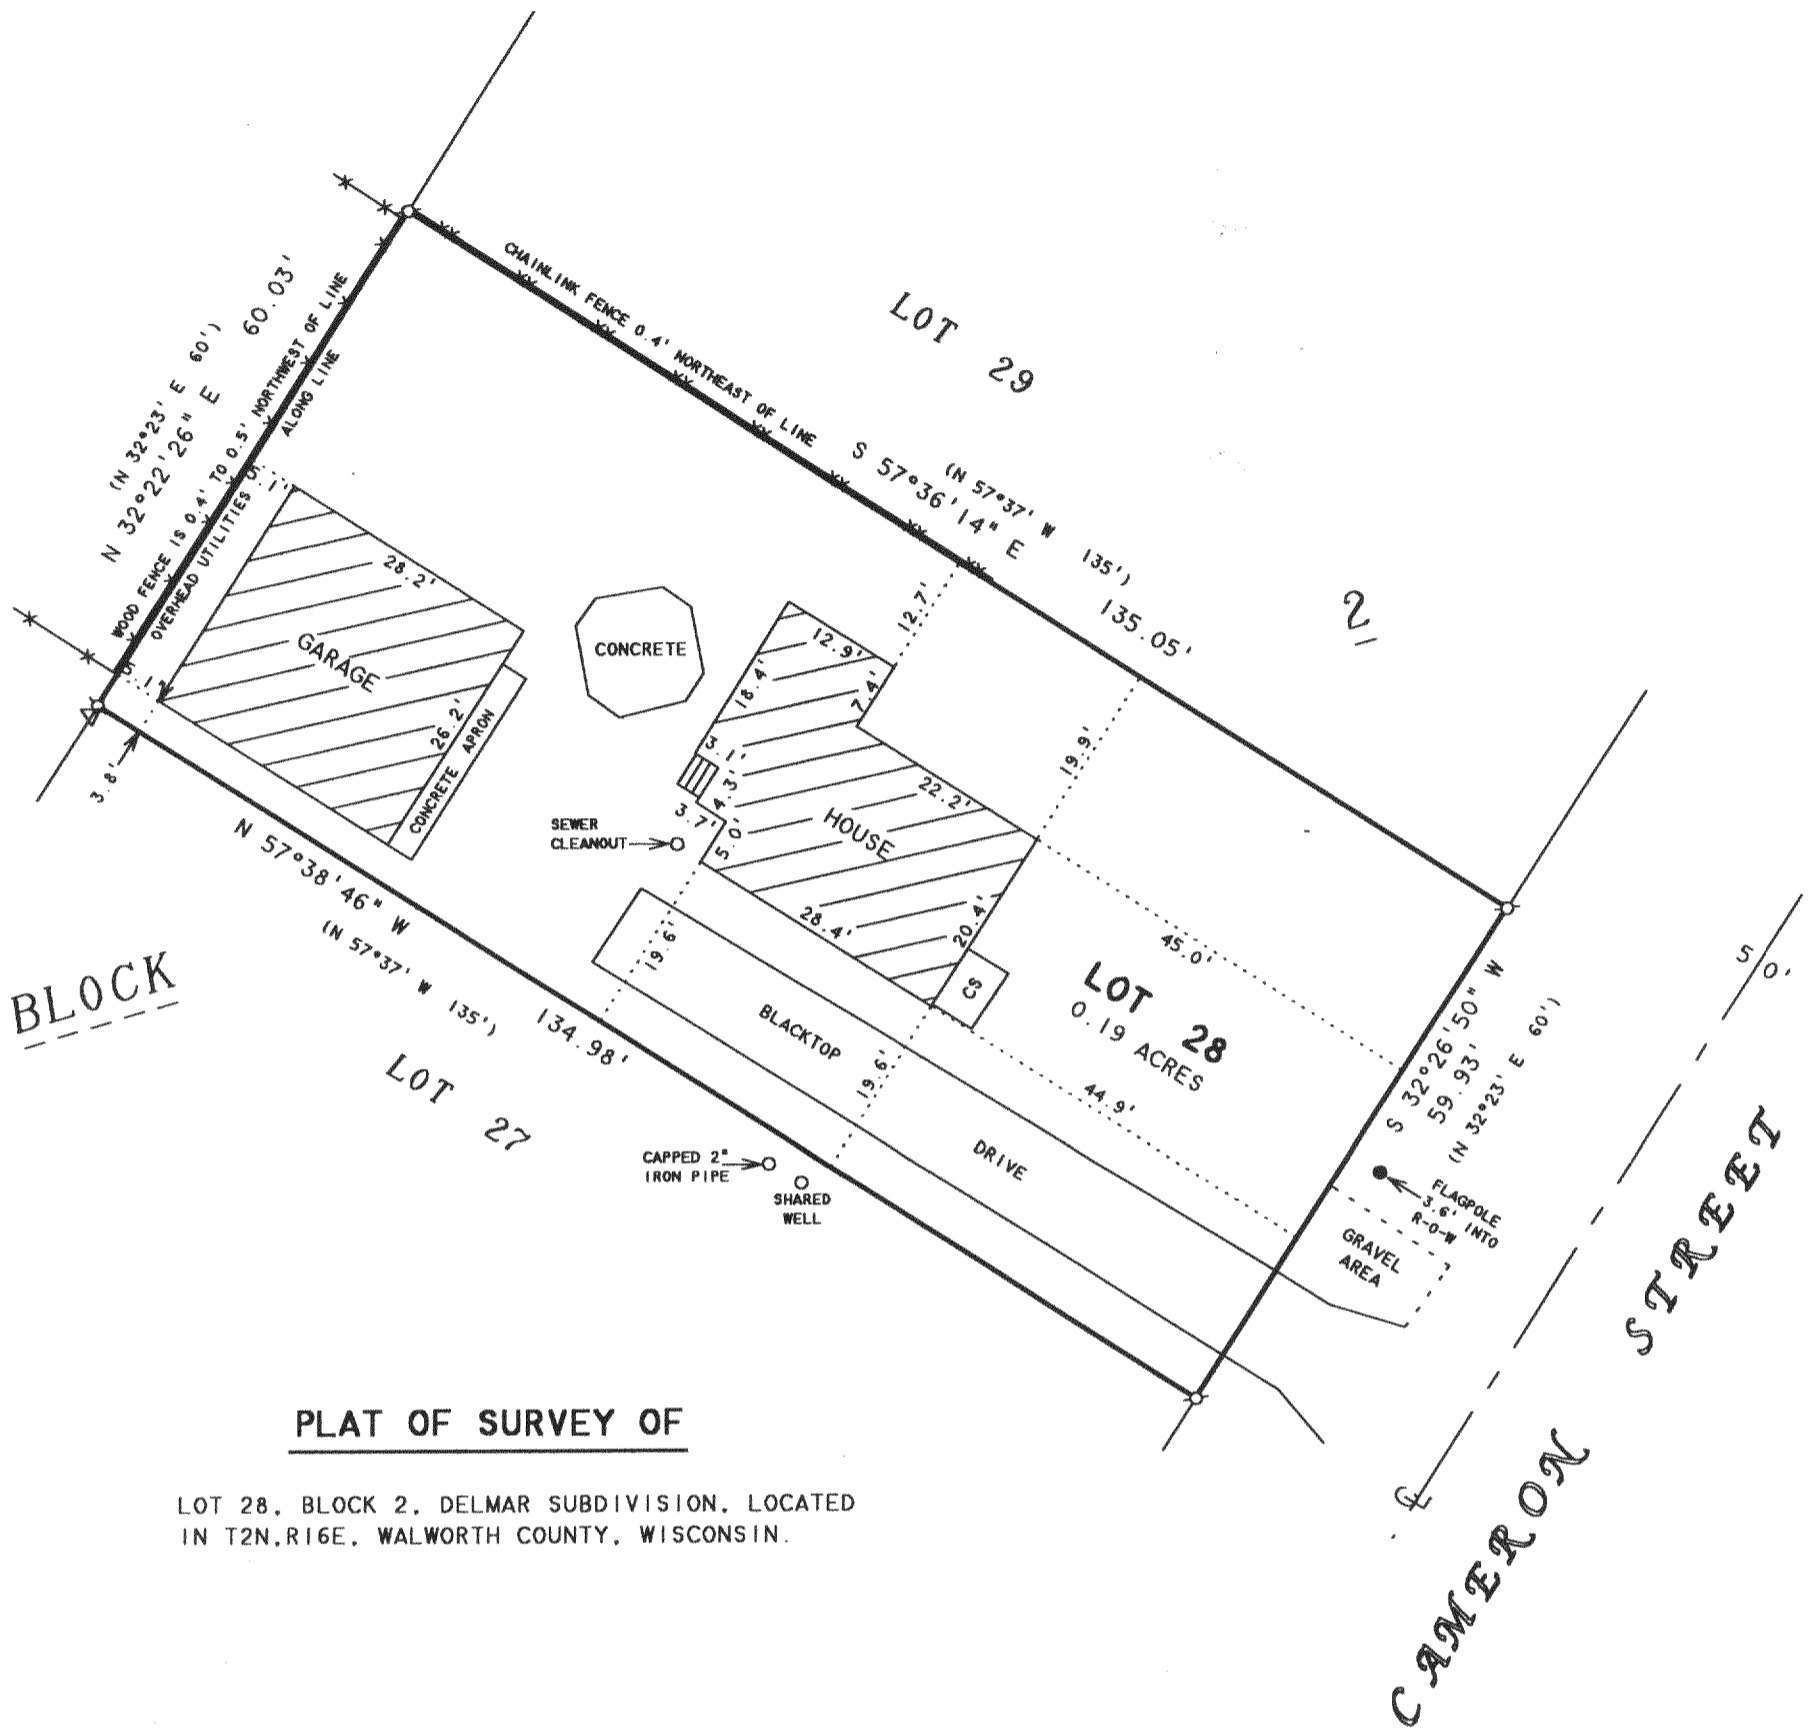 LOT 29
CHAINLINK FENCE 0.4' NORTHEAST OF LINE
S 57°36'14" E 135.05'
(N 57°37' W 135')
(N 32°23' E 60')
N 32°22'26" E 60.03'
WOOD FENCE IS 0.4' TO 0.5' NORTHWEST OF LINE
OVERHEAD UTILITIES ALONG LINE
5.1'
28.2'
GARAGE
26.2'
CONCRETE APRON
5.1'
3.8'
CONCRETE
12.7'
12.9'
18.4'
7.4'
3.1'
4.3'
3.7'
5.0'
22.2'
HOUSE
28.4'
20.4'
CS
19.9'
2
SEWER
CLEANOUT
19.6'
19.6'
45.0'
44.9'
LOT 28
0.19 ACRES
BLACKTOP
DRIVE
N 57°38'46" W 134.98'
(N 57°37' W 135')
BLOCK
LOT 27
CAPPED 2"
IRON PIPE
SHARED
WELL
S 32°26'50" W
59.93'
(N 32°23' E 60')
FLAGPOLE
3.6' INTO
R-O-W
GRAVEL
AREA
50'
CAMERON STREET
PLAT OF SURVEY OF
LOT 28, BLOCK 2, DELMAR SUBDIVISION, LOCATED
IN T2N,R16E, WALWORTH COUNTY, WISCONSIN.